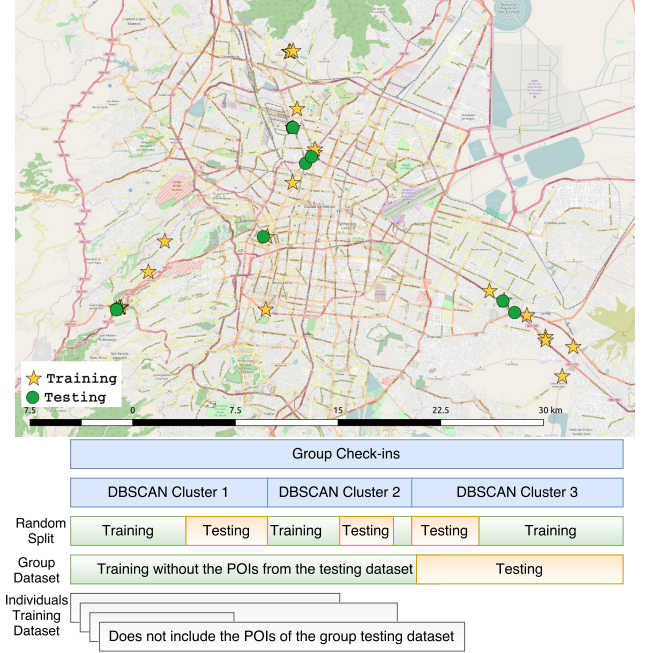 Training
Testing
7.5
0
7.5
15
22.5
30 km
Group Check-ins
DBSCAN Cluster 1
DBSCAN Cluster 2
DBSCAN Cluster 3
Random
Split
Training
Testing
Training
Testing
Testing
Training
Group
Dataset
Training without the POIs from the testing dataset
Testing
Individuals
Training
Dataset
Does not include the POIs of the group testing dataset